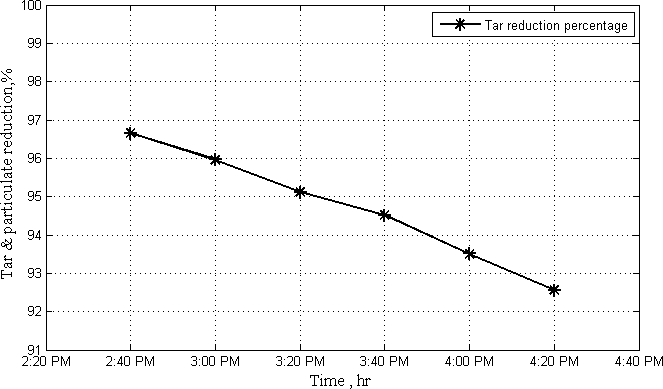 100
Tar reduction percentage
99
98
97
96
95
94
93
92
91
Tar & particulate reduction,%
2:20 PM 2:40 PM 3:00 PM 3:20 PM 3:40 PM 4:00 PM 4:20 PM 4:40 PM
Time , hr